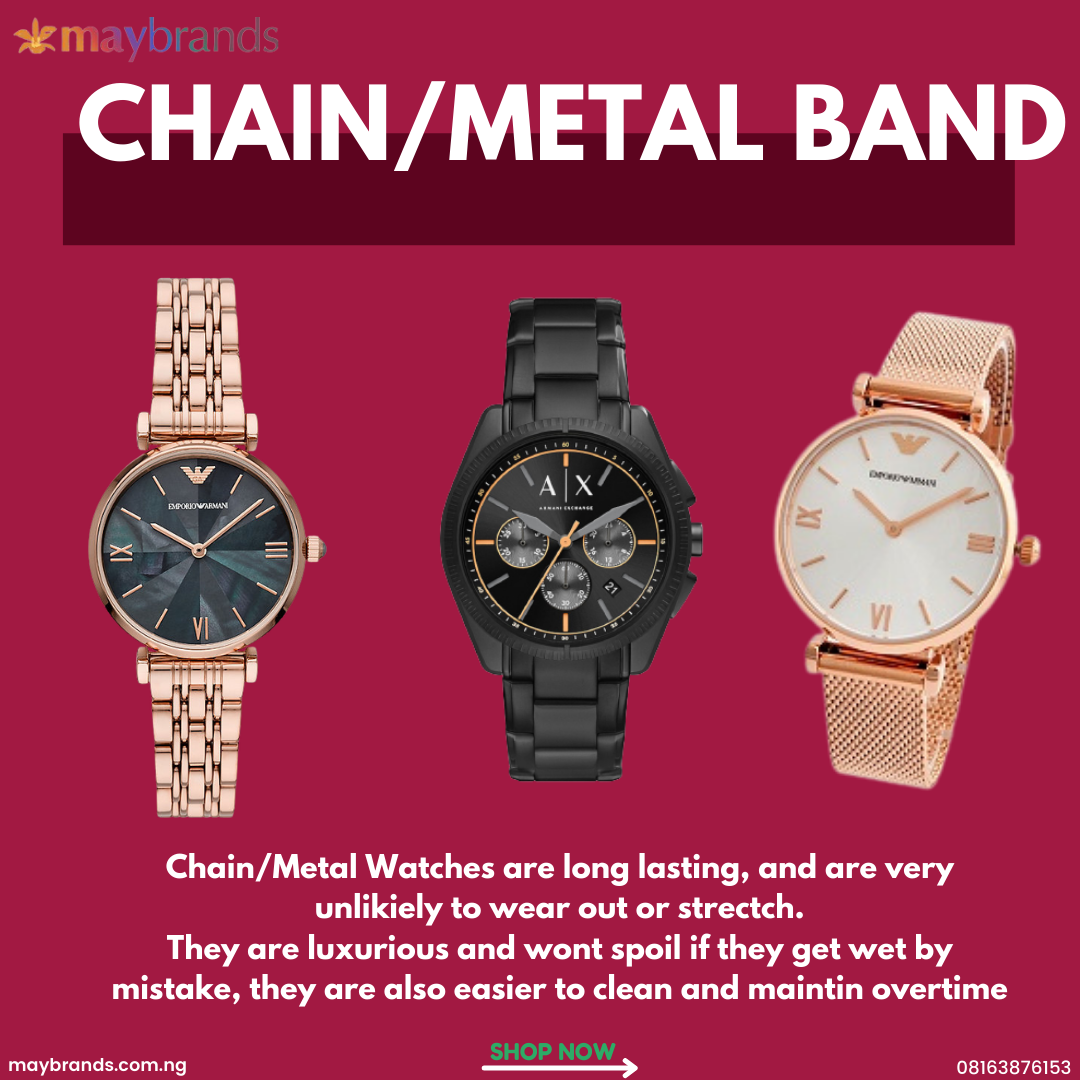 maybrands
CHAIN/METAL BAND
EMPORIO ARMANI
A|X
ARMANI EXCHANGE
21
EMPORIO ARMANI
Chain/Metal Watches are long lasting, and are very
unlikiely to wear out or strectch.
They are luxurious and wont spoil if they get wet by
mistake, they are also easier to clean and maintin overtime
SHOP NOW
maybrands.com.ng
08163876153